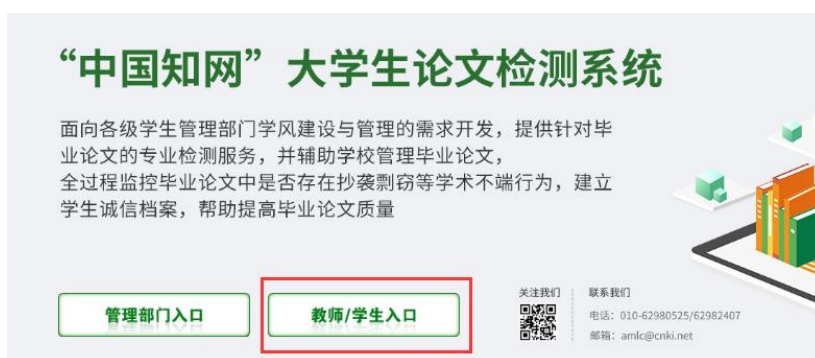 “中国知网”大学生论文检测系统
面向各级学生管理部门学风建设与管理的需求开发，提供针对毕
业论文的专业检测服务，并辅助学校管理毕业论文，
全过程监控毕业论文中是否存在抄袭剽窃等学术不端行为，建立
学生诚信档案，帮助提高毕业论文质量
管理部门入口
教师/学生入口
关注我们
联系我们
电话：010-62980525/62982407
邮箱：amlc@cnki.net